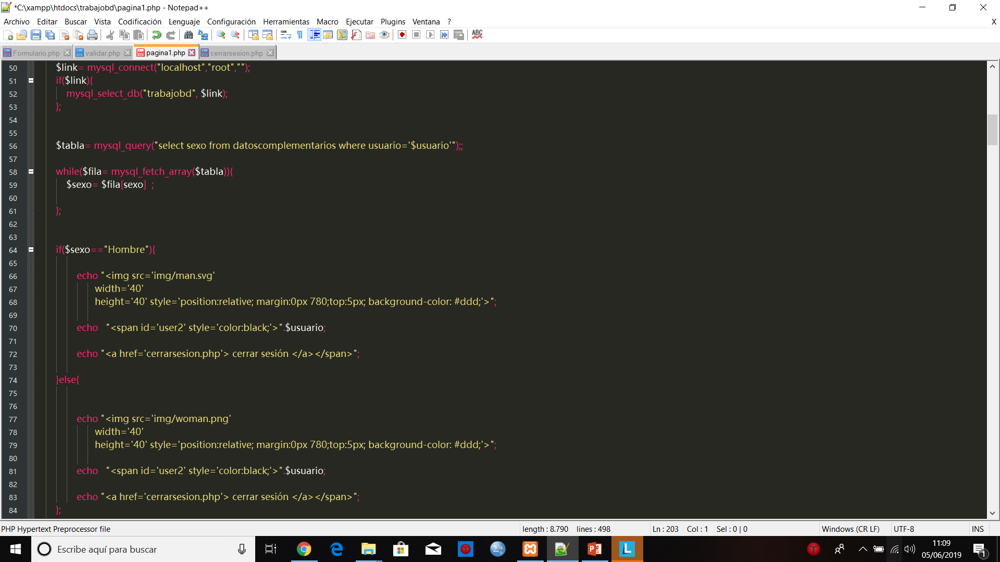 *C:\xampp\htdocs\trabajobd\pagina1.php - Notepad++
Archivo Editar Buscar Vista Codificación Lenguaje Configuración Herramientas Macro Ejecutar Plugins Ventana ? X
ABC
Formulario.php validar.php pagina1.php cerrarsesion.php
50 $link= mysql_connect("localhost","root","");
51 if($link){
52 mysql_select_db("trabajobd", $link);
53 };
54
55
56 $tabla= mysql_query("select sexo from datoscomplementarios where usuario='$usuario'");;
57
58 while($fila= mysql_fetch_array($tabla)){
59 $sexo= $fila[sexo] ;
60
61 };
62
63
64 if($sexo=="Hombre"){
65
66 echo "<img src='img/man.svg'
67 width='40'
68 height='40' style='position:relative; margin:0px 780;top:5px; background-color: #ddd;'>";
69
70 echo "<span id='user2' style='color:black;'>".$usuario;
71
72 echo "<a href='cerrarsesion.php'> cerrar sesión </a></span>";
73
74 }else{
75
76
77 echo "<img src='img/woman.png'
78 width='40'
79 height='40' style='position:relative; margin:0px 780;top:5px; background-color: #ddd;'>";
80
81 echo "<span id='user2' style='color:black;'>".$usuario;
82
83 echo "<a href='cerrarsesion.php'> cerrar sesión </a></span>";
84 };
PHP Hypertext Preprocessor file length : 8.790 lines : 498 Ln : 203 Col : 1 Sel : 0 | 0 Windows (CR LF) UTF-8 INS
Escribe aquí para buscar
L
11:09
05/06/2019
1